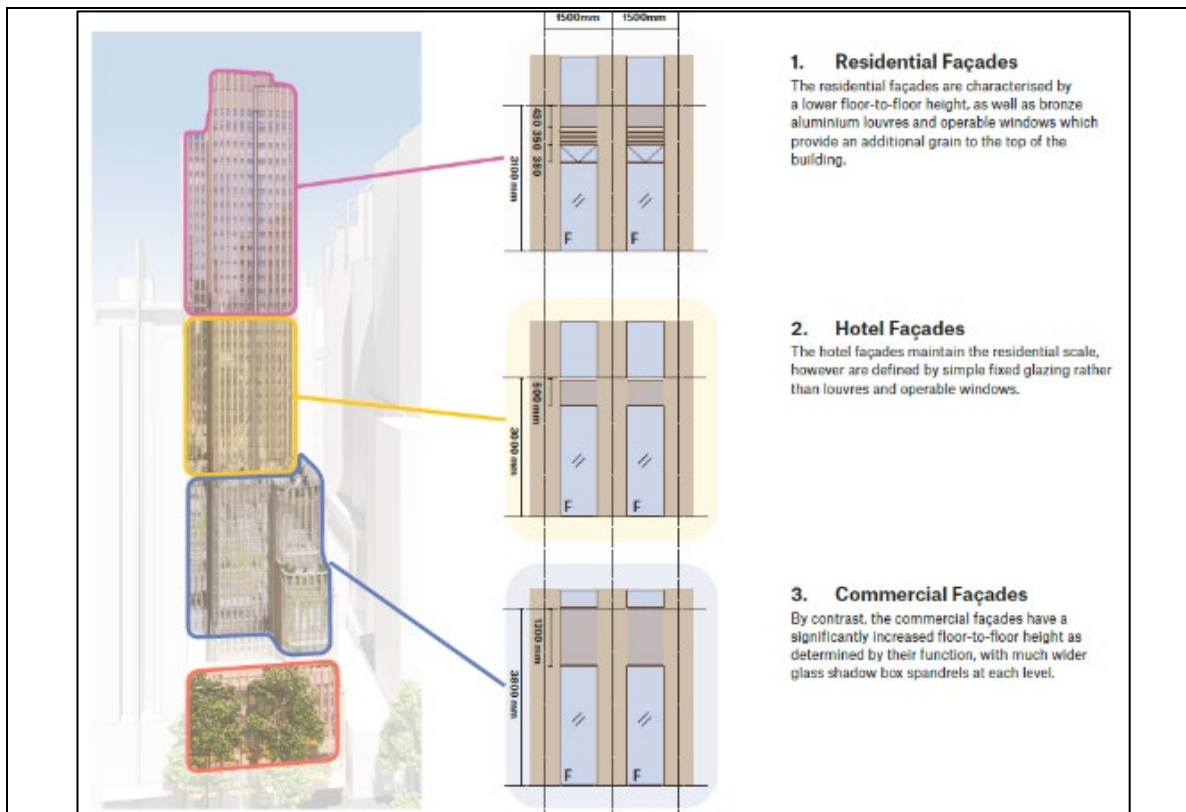 1500mm 1500mm
1. Residential Façades
The residential façades are characterised by
a lower floor-to-floor height, as well as bronze
aluminium louvres and operable windows which
provide an additional grain to the top of the
building.
430 350 380
3100 mm
F F
2. Hotel Façades
The hotel façades maintain the residential scale,
however are defined by simple fixed glazing rather
than louvres and operable windows.
600 mm
F F
3. Commercial Façades
By contrast, the commercial façades have a
significantly increased floor-to-floor height as
determined by their function, with much wider
glass shadow box spandrels at each level.
3800 mm
F F